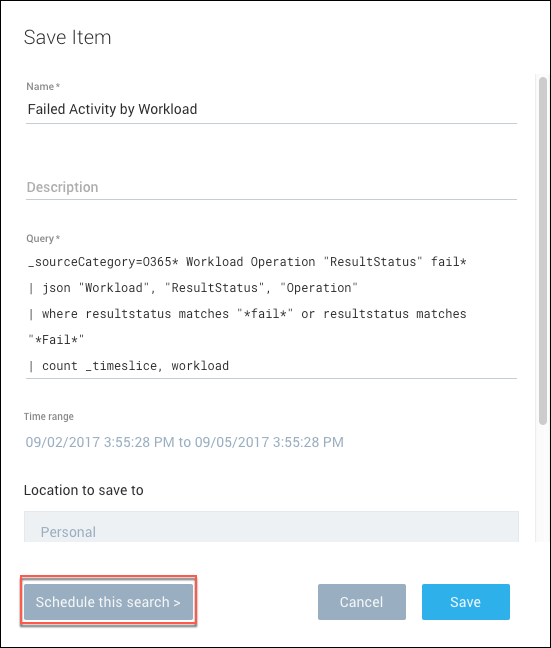 Save Item
Name*
Failed Activity by Workload
Description
Query*
_sourceCategory=O365* Workload Operation "ResultStatus" fail*
| json "Workload", "ResultStatus", "Operation"
| where resultstatus matches "*fail*" or resultstatus matches
"*Fail*"
| count _timeslice, workload
Time range
09/02/2017 3:55:28 PM to 09/05/2017 3:55:28 PM
Location to save to
Personal
Schedule this search >
Cancel
Save